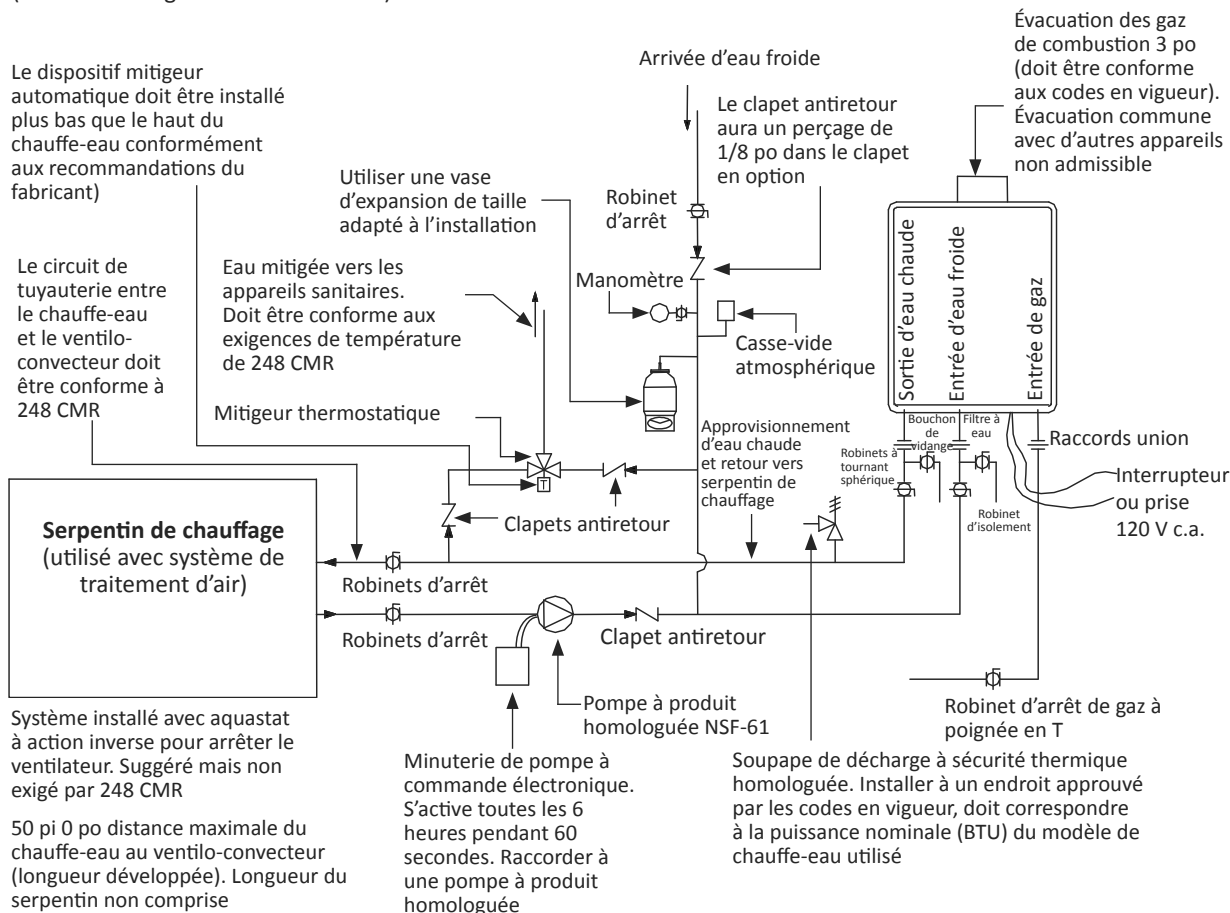 Évacuation des gaz
de combustion 3 po
(doit être conforme
aux codes en vigueur).
Évacuation commune
avec d'autres appareils
non admissible
Arrivée d'eau froide
Le dispositif mitigeur
automatique doit être installé
plus bas que le haut du
chauffe-eau conformément
aux recommandations du
fabricant)
Le clapet antiretour
aura un perçage de
1/8 po dans le clapet
en option
Utiliser une vase
d'expansion de taille
adapté à l'installation
Robinet
d'arrêt
Le circuit de
tuyauterie entre
le chauffe-eau
et le ventilo-
convecteur doit
être conforme à
248 CMR
Eau mitigée vers les
appareils sanitaires.
Doit être conforme aux
exigences de température
de 248 CMR
Manomètre
Casse-vide
atmosphérique
Sortie d'eau chaude
Entrée d'eau froide
Entrée de gaz
Mitigeur thermostatique
T
Approvisionnement
d'eau chaude
et retour vers
serpentin de
chauffage
Bouchon
de
vidange
Filtre à
eau
Raccords union
Robinets à
tournant
sphérique
Interrupteur
ou prise
120 V c.a.
Robinet
d'isolement
Clapets antiretour
Serpentin de chauffage
(utilisé avec système de
traitement d'air)
Robinets d'arrêt
Robinets d'arrêt
Clapet antiretour
Pompe à produit
homologuée NSF-61
Robinet d'arrêt de gaz à
poignée en T
Système installé avec aquastat
à action inverse pour arrêter le
ventilateur. Suggéré mais non
exigé par 248 CMR
50 pi 0 po distance maximale du
chauffe-eau au ventilo-convecteur
(longueur développée). Longueur du
serpentin non comprise
Minuterie de pompe à
commande électronique.
S'active toutes les 6
heures pendant 60
secondes. Raccorder à
une pompe à produit
homologuée
Soupape de décharge à sécurité thermique
homologuée. Installer à un endroit approuvé
par les codes en vigueur, doit correspondre
à la puissance nominale (BTU) du modèle de
chauffe-eau utilisé